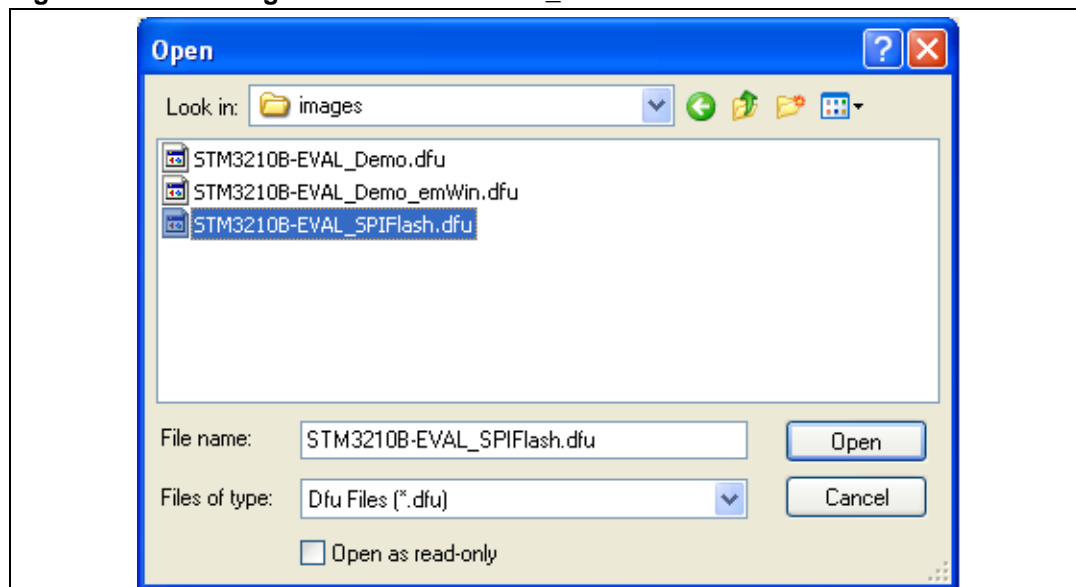 Open
Look in: images
STM3210B-EVAL_Demo.dfu
STM3210B-EVAL_Demo_emWin.dfu
STM3210B-EVAL_SPIFlash.dfu
File name: STM3210B-EVAL_SPIFlash.dfu Open
Files of type: Dfu Files (*.dfu) Cancel
Open as read-only